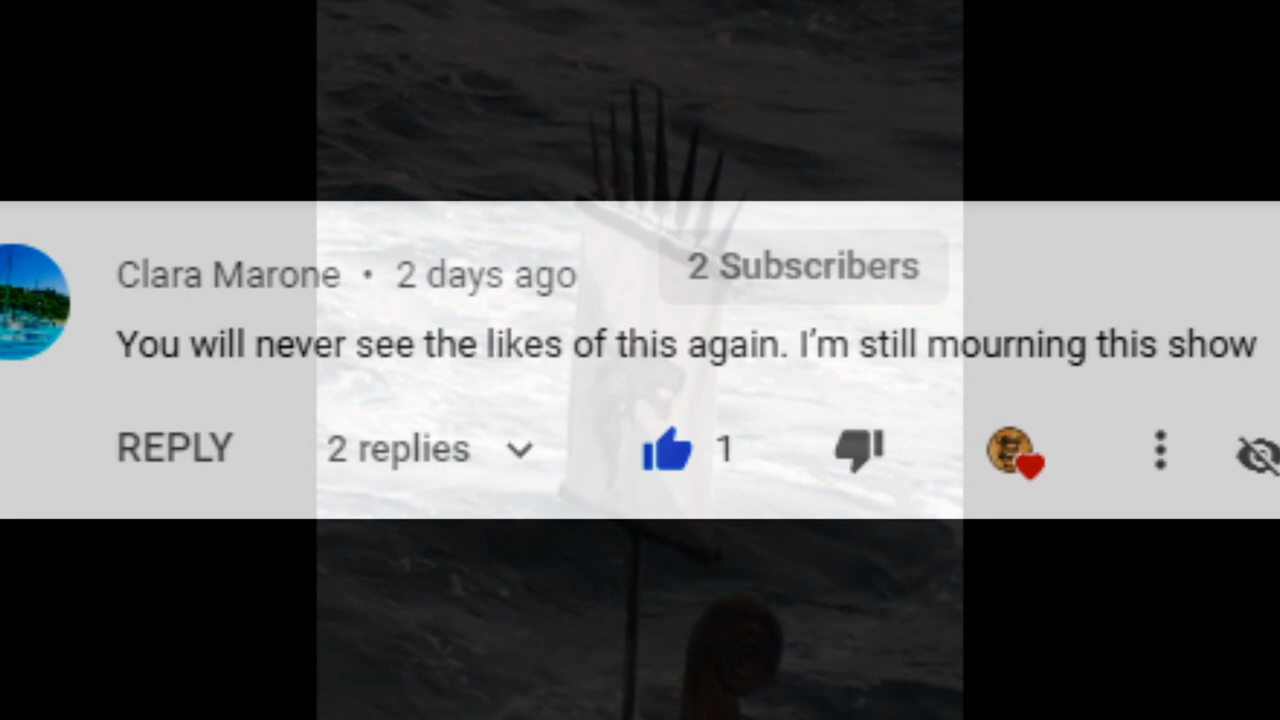 Clara Marone • 2 days ago 2 Subscribers
You will never see the likes of this again. I’m still mourning this show
REPLY 2 replies 1